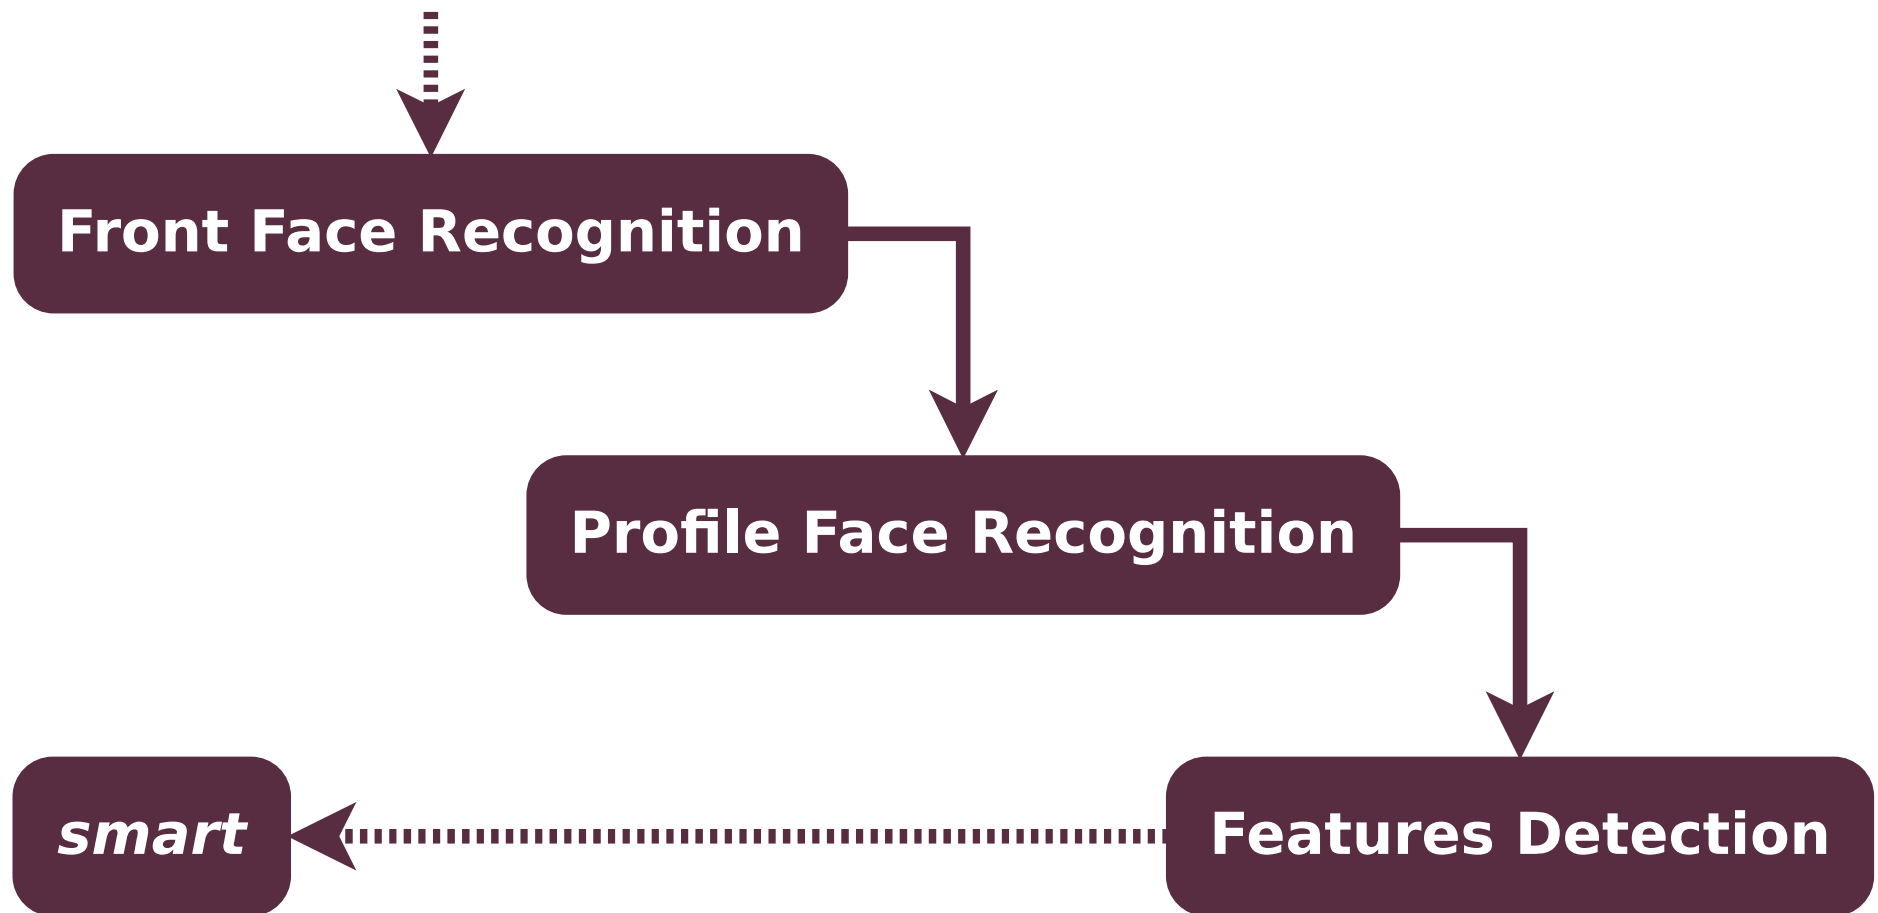 Front Face Recognition
Profile Face Recognition
smart
Features Detection